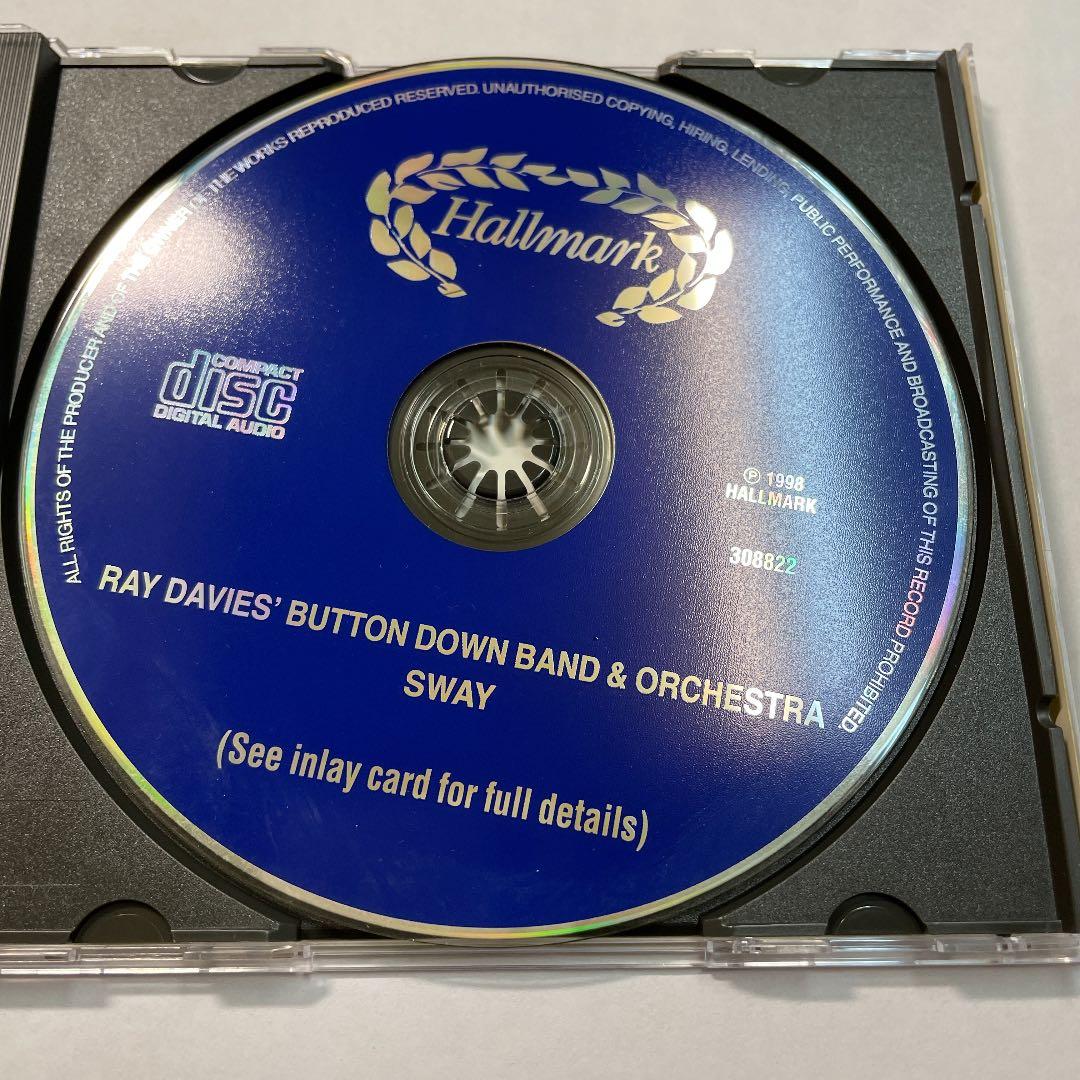 ALL RIGHTS OF THE PRODUCER AND OF THE OWNER OF THE WORKS REPRODUCED RESERVED. UNAUTHORISED COPYING, HIRING, LENDING, PUBLIC PERFORMANCE AND BROADCASTING OF THIS RECORD PROHIBITED
Hallmark
COMPACT
disc
DIGITAL AUDIO
℗ 1998
HALLMARK
308822
RAY DAVIES' BUTTON DOWN BAND & ORCHESTRA
SWAY
(See inlay card for full details)